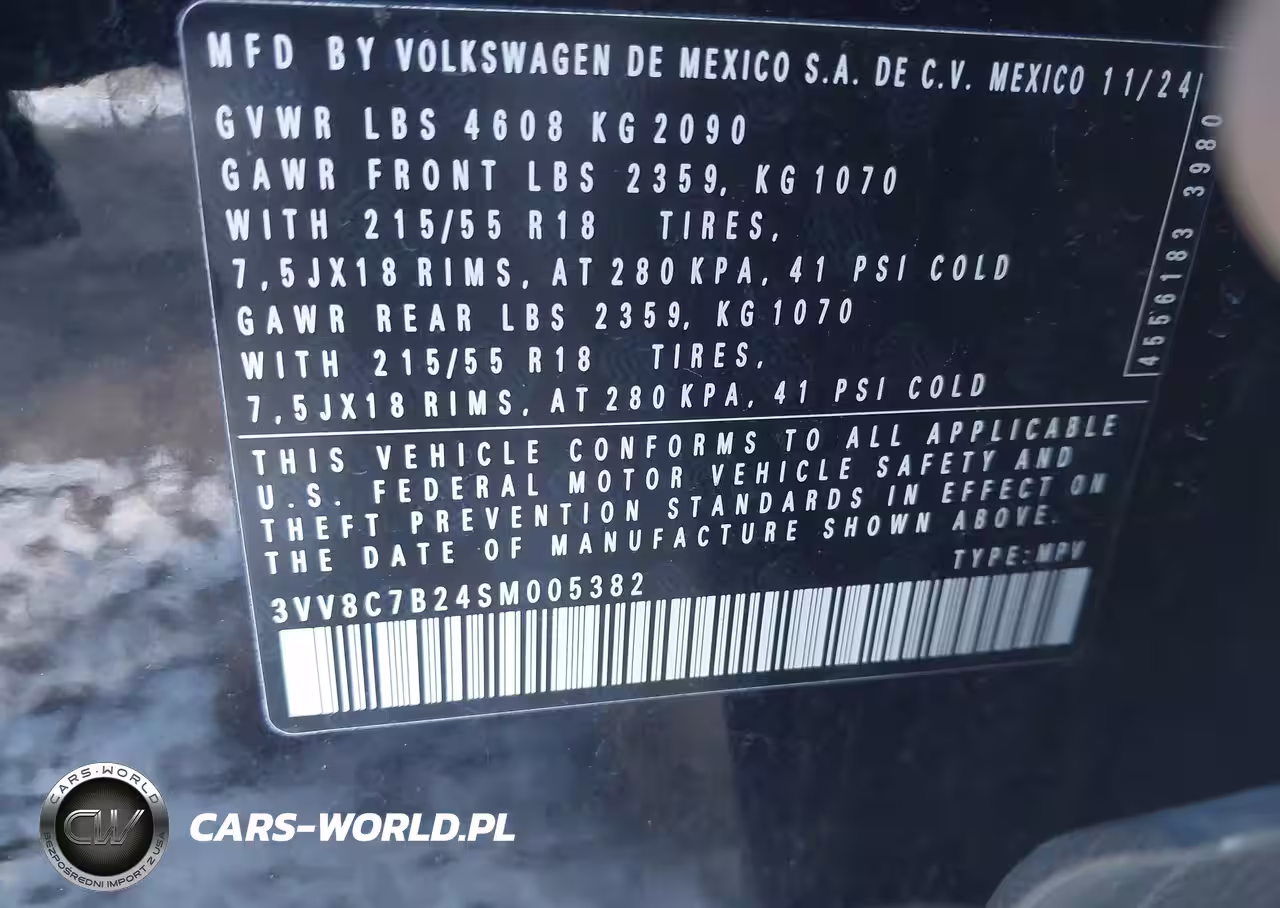 MFD BY VOLKSWAGEN DE MEXICO S.A. DE C.V. MEXICO 11/24
GVWR LBS 4608 KG 2090
GAWR FRONT LBS 2359, KG 1070
WITH 215/55 R18 TIRES,
7,5JX18 RIMS, AT 280 KPA, 41 PSI COLD
GAWR REAR LBS 2359, KG 1070
WITH 215/55 R18 TIRES,
7,5JX18 RIMS, AT 280 KPA, 41 PSI COLD
4556183 3980
THIS VEHICLE CONFORMS TO ALL APPLICABLE
U.S. FEDERAL MOTOR VEHICLE SAFETY AND
THEFT PREVENTION STANDARDS IN EFFECT ON
THE DATE OF MANUFACTURE SHOWN ABOVE.
TYPE:MPV
3VV8C7B24SM005382
CARS-WORLD
CW
BEZPOŚREDNI IMPORT Z USA
CARS-WORLD.PL